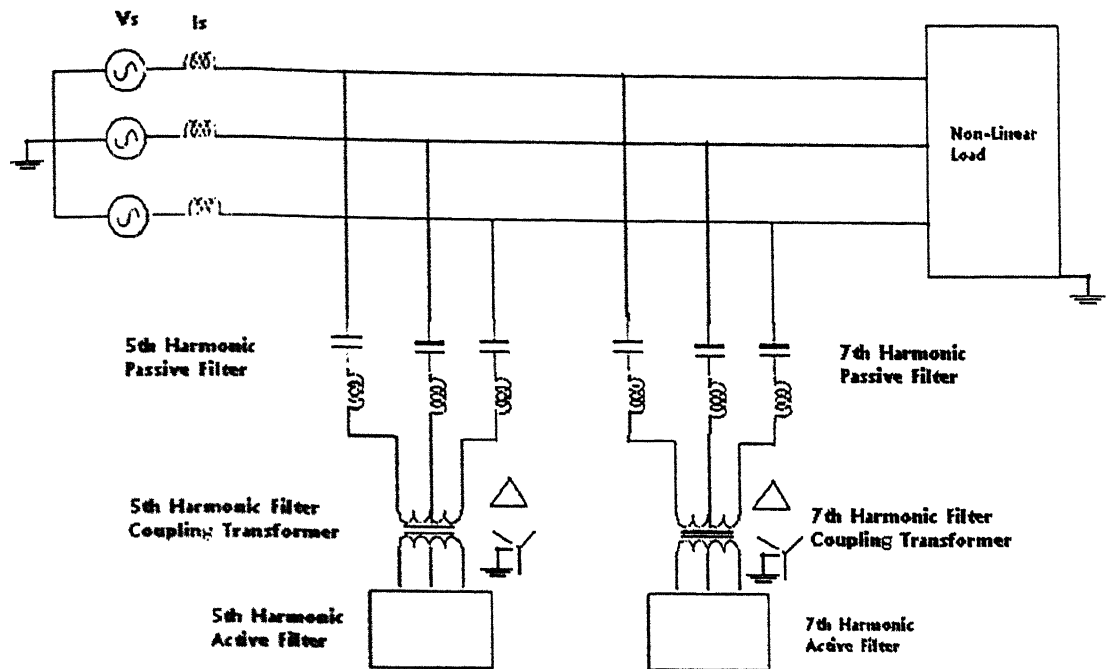 Vs
Is
Non-Linear
Load
5th Harmonic
Passive Filter
7th Harmonic
Passive Filter
5th Harmonic Filter
Coupling Transformer
7th Harmonic Filter
Coupling Transformer
5th Harmonic
Active Filter
7th Harmonic
Active Filter